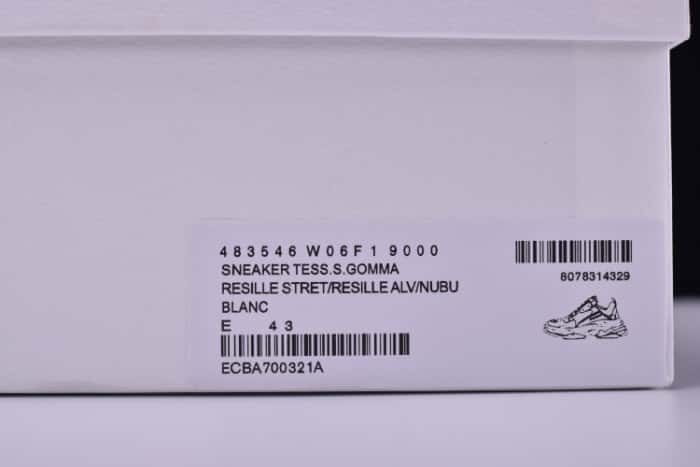 483546 W06F1 9000
SNEAKER TESS.S.GOMMA
RESILLE STRET/RESILLE ALV/NUBU
BLANC
E 43
ECBA700321A
8078314329